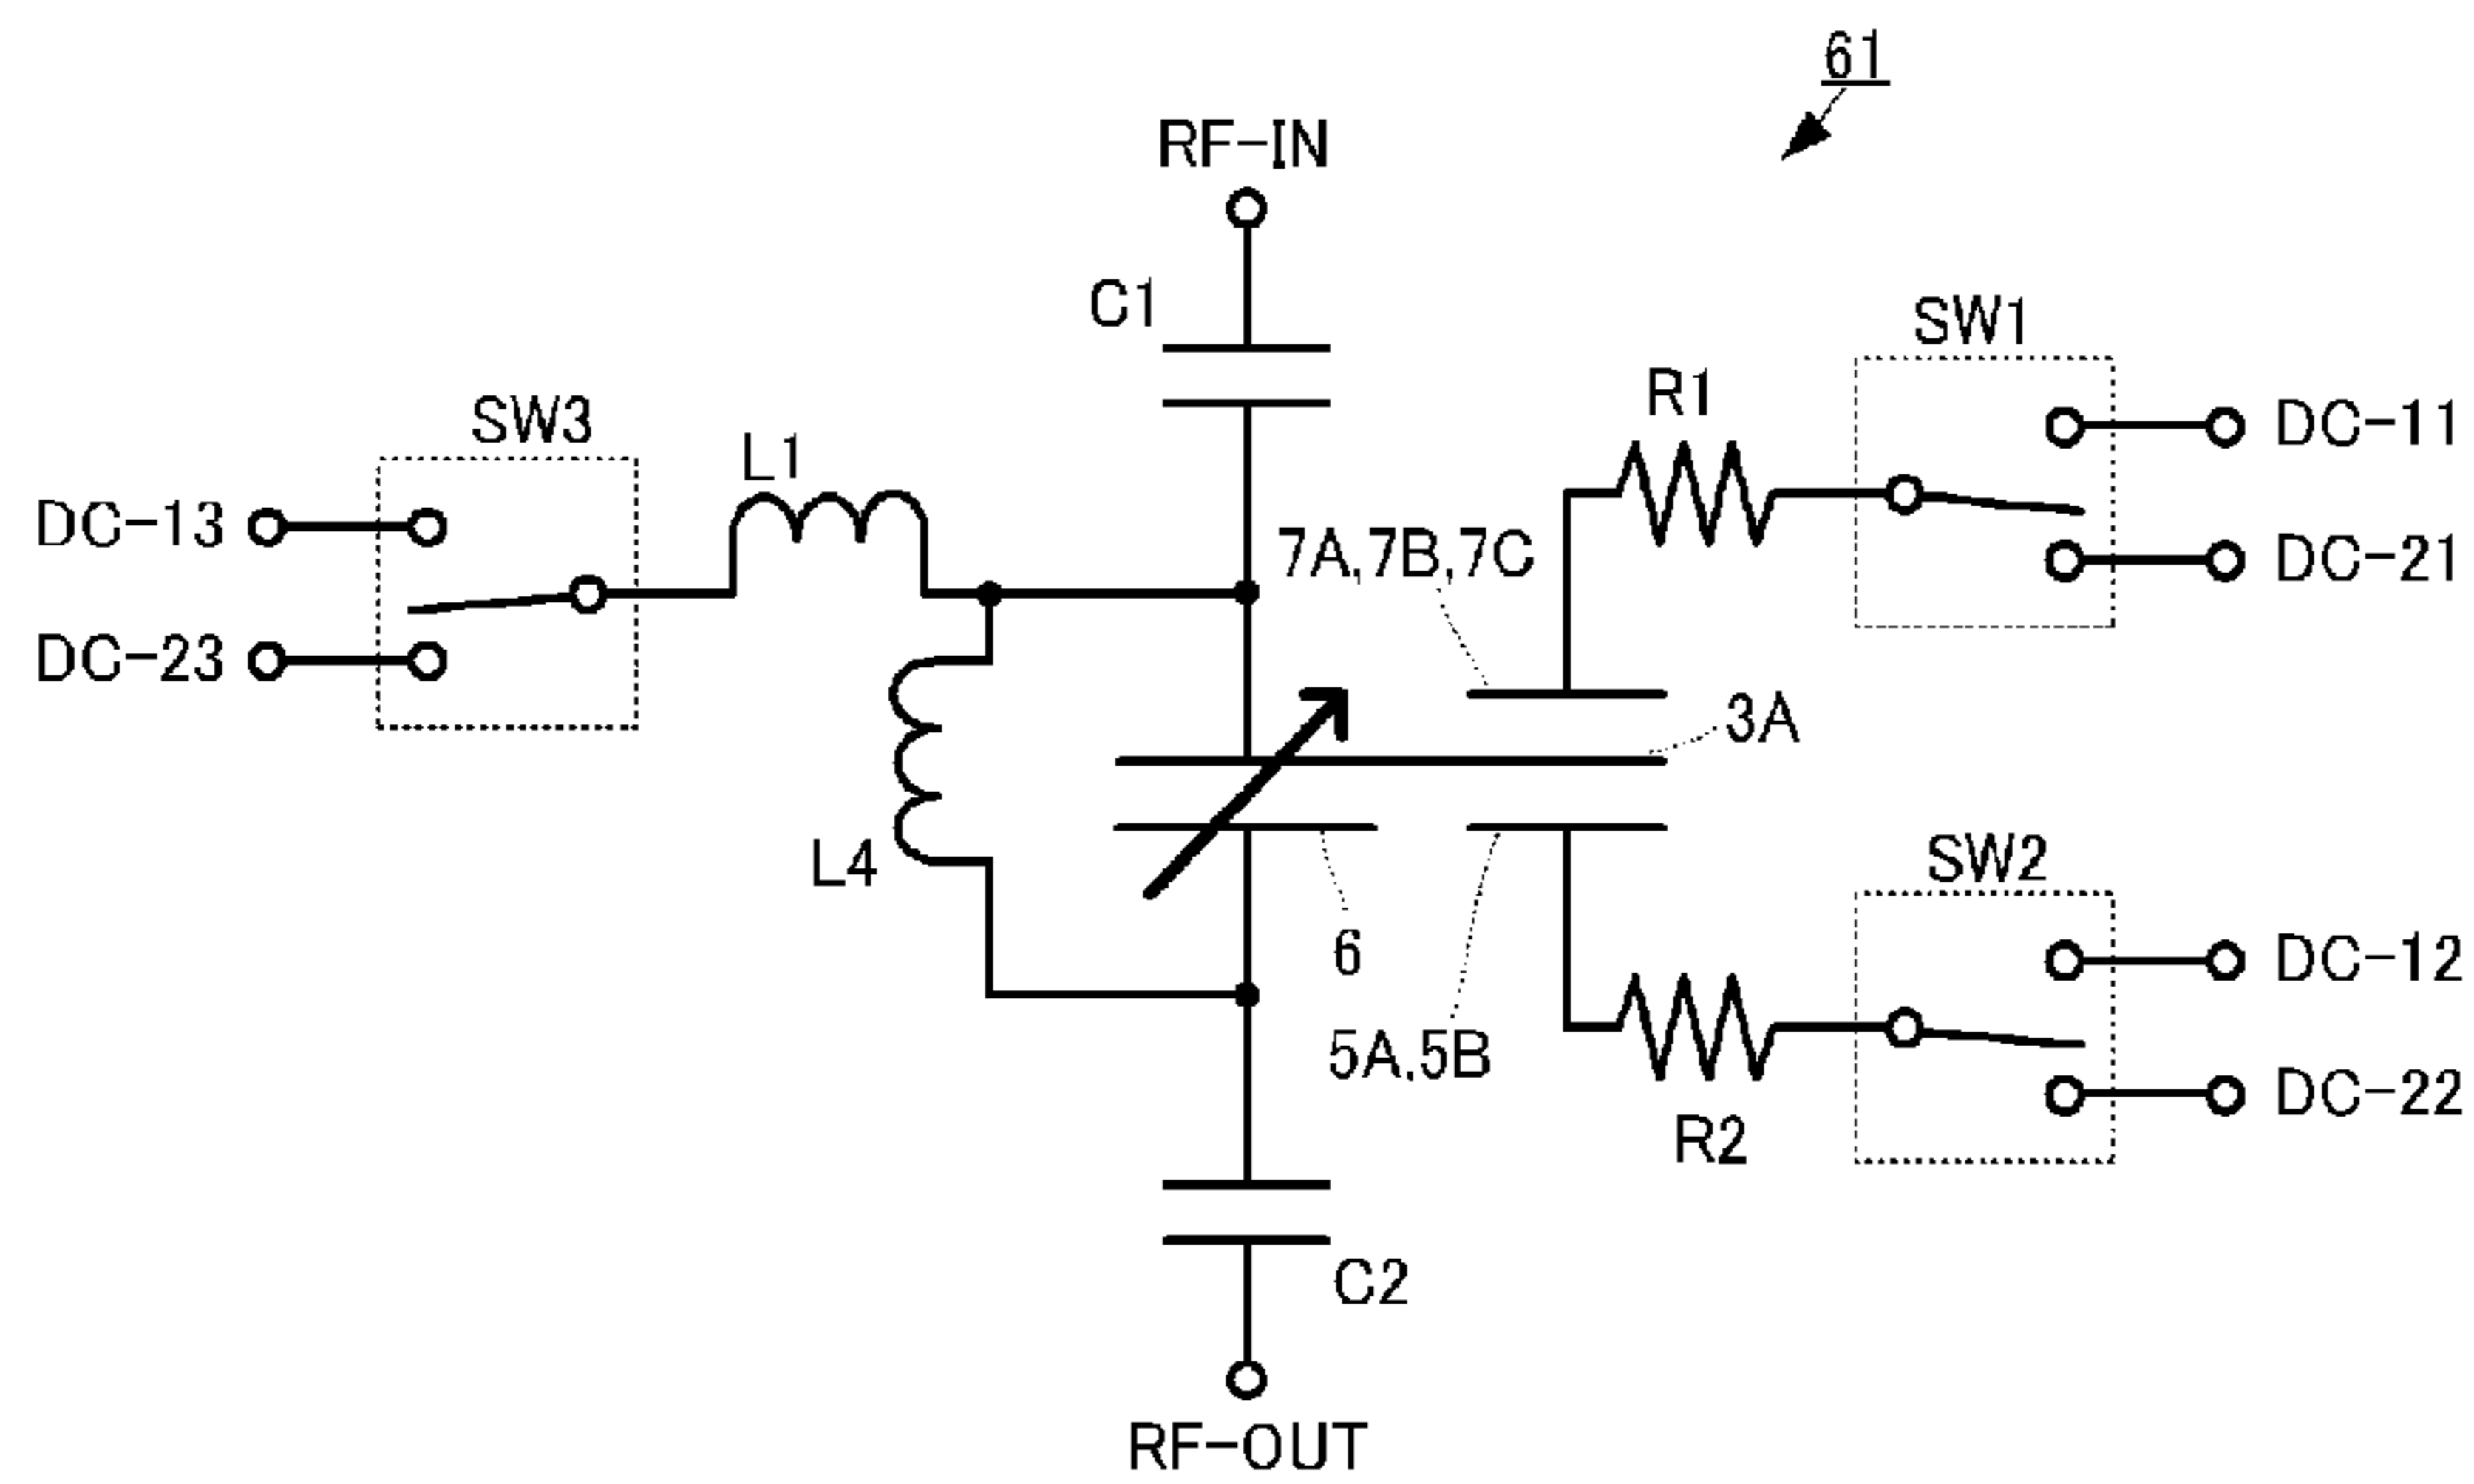 61
RF-IN
C1
SW1
R1
SW3
DC-11
L1
DC-13
7A,7B,7C
DC-21
DC-23
3A
L4
SW2
6
DC-12
5A,5B
DC-22
R2
C2
RF-OUT